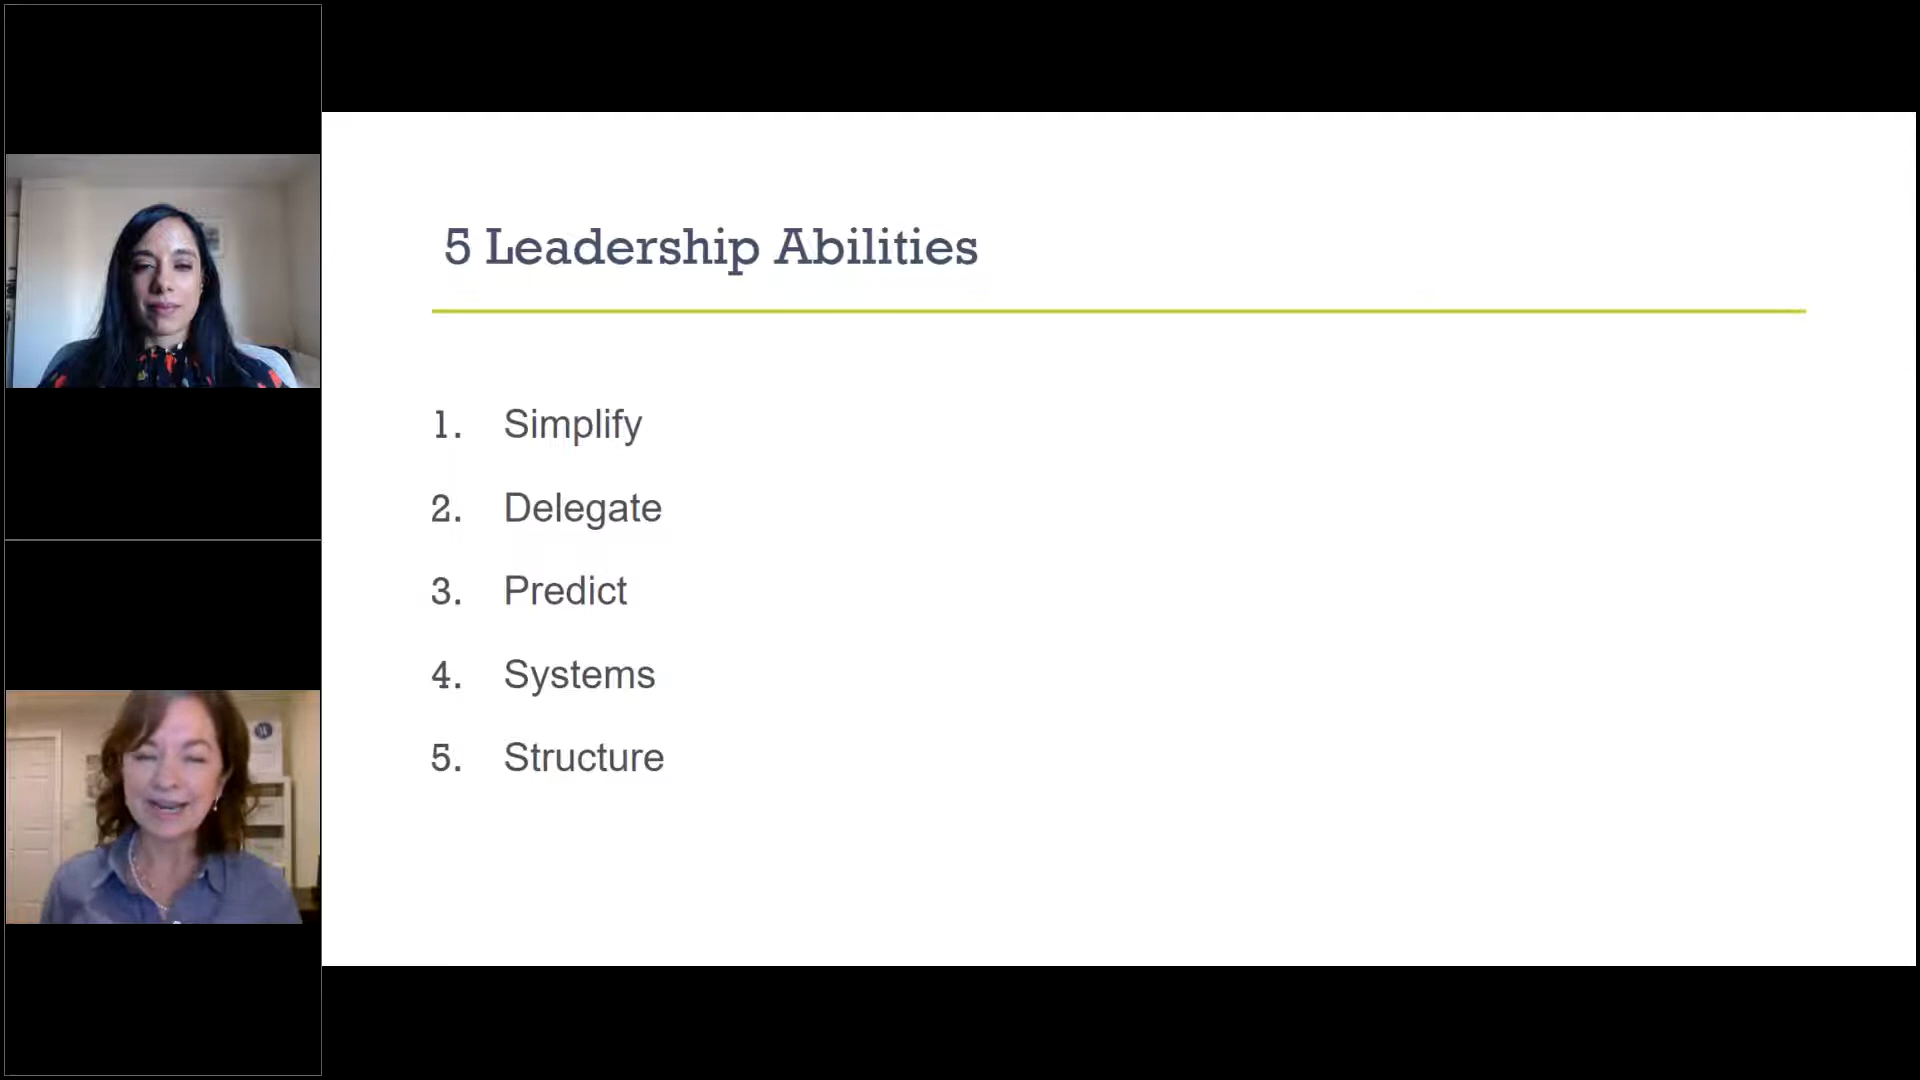 5 Leadership Abilities
1. Simplify
2. Delegate
3. Predict
4. Systems
5. Structure